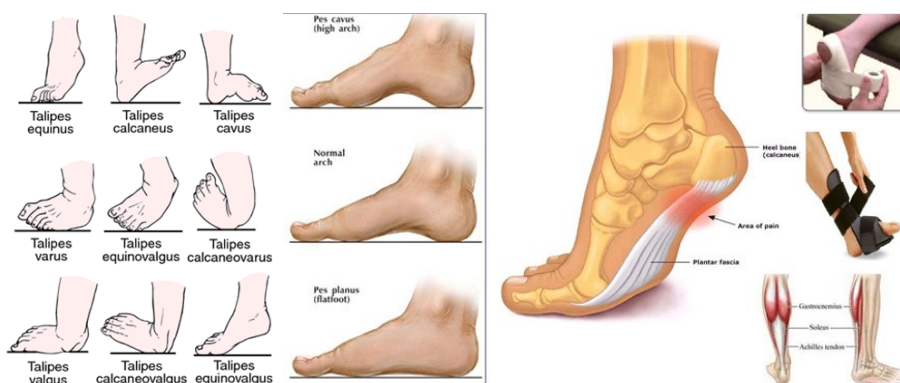 Talipes
equinus
Talipes
calcaneus
Talipes
cavus
Talipes
varus
Talipes
equinovalgus
Talipes
calcaneovarus
Talipes
valgus
Talipes
calcaneovalgus
Talipes
equinovalgus
Pes cavus
(high arch)
Normal
arch
Pes planus
(flatfoot)
Heel bone
(calcaneus
Area of pain
Plantar fascia
Gastrocnemius
Soleus
Achilles tendon